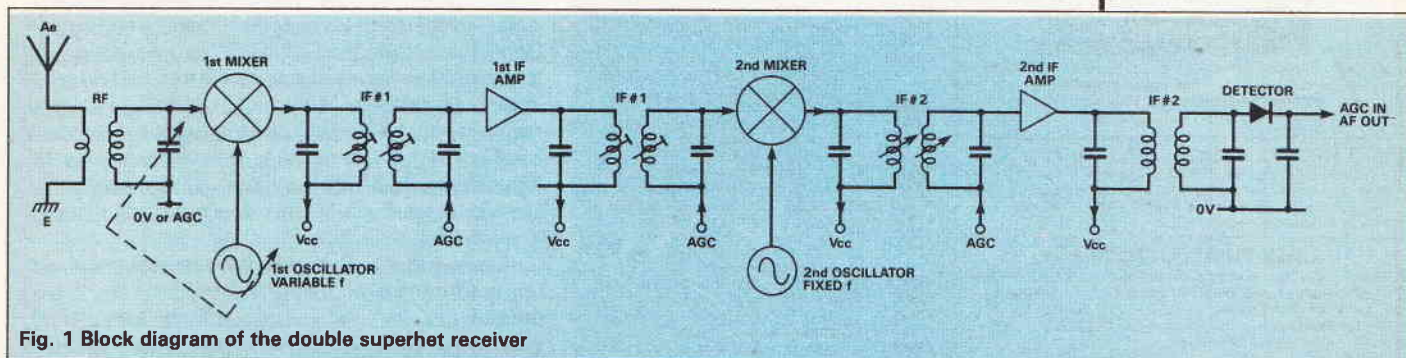 Ae
RF
E
0V or AGC
1st MIXER
1st OSCILLATOR
VARIABLE f
IF#1
Vcc
AGC
1st IF
AMP
IF#1
Vcc
AGC
2nd MIXER
2nd OSCILLATOR
FIXED f
IF#2
Vcc
AGC
2nd IF
AMP
IF#2
Vcc
DETECTOR
0V
AGC IN
AF OUT
Fig. 1 Block diagram of the double superhet receiver